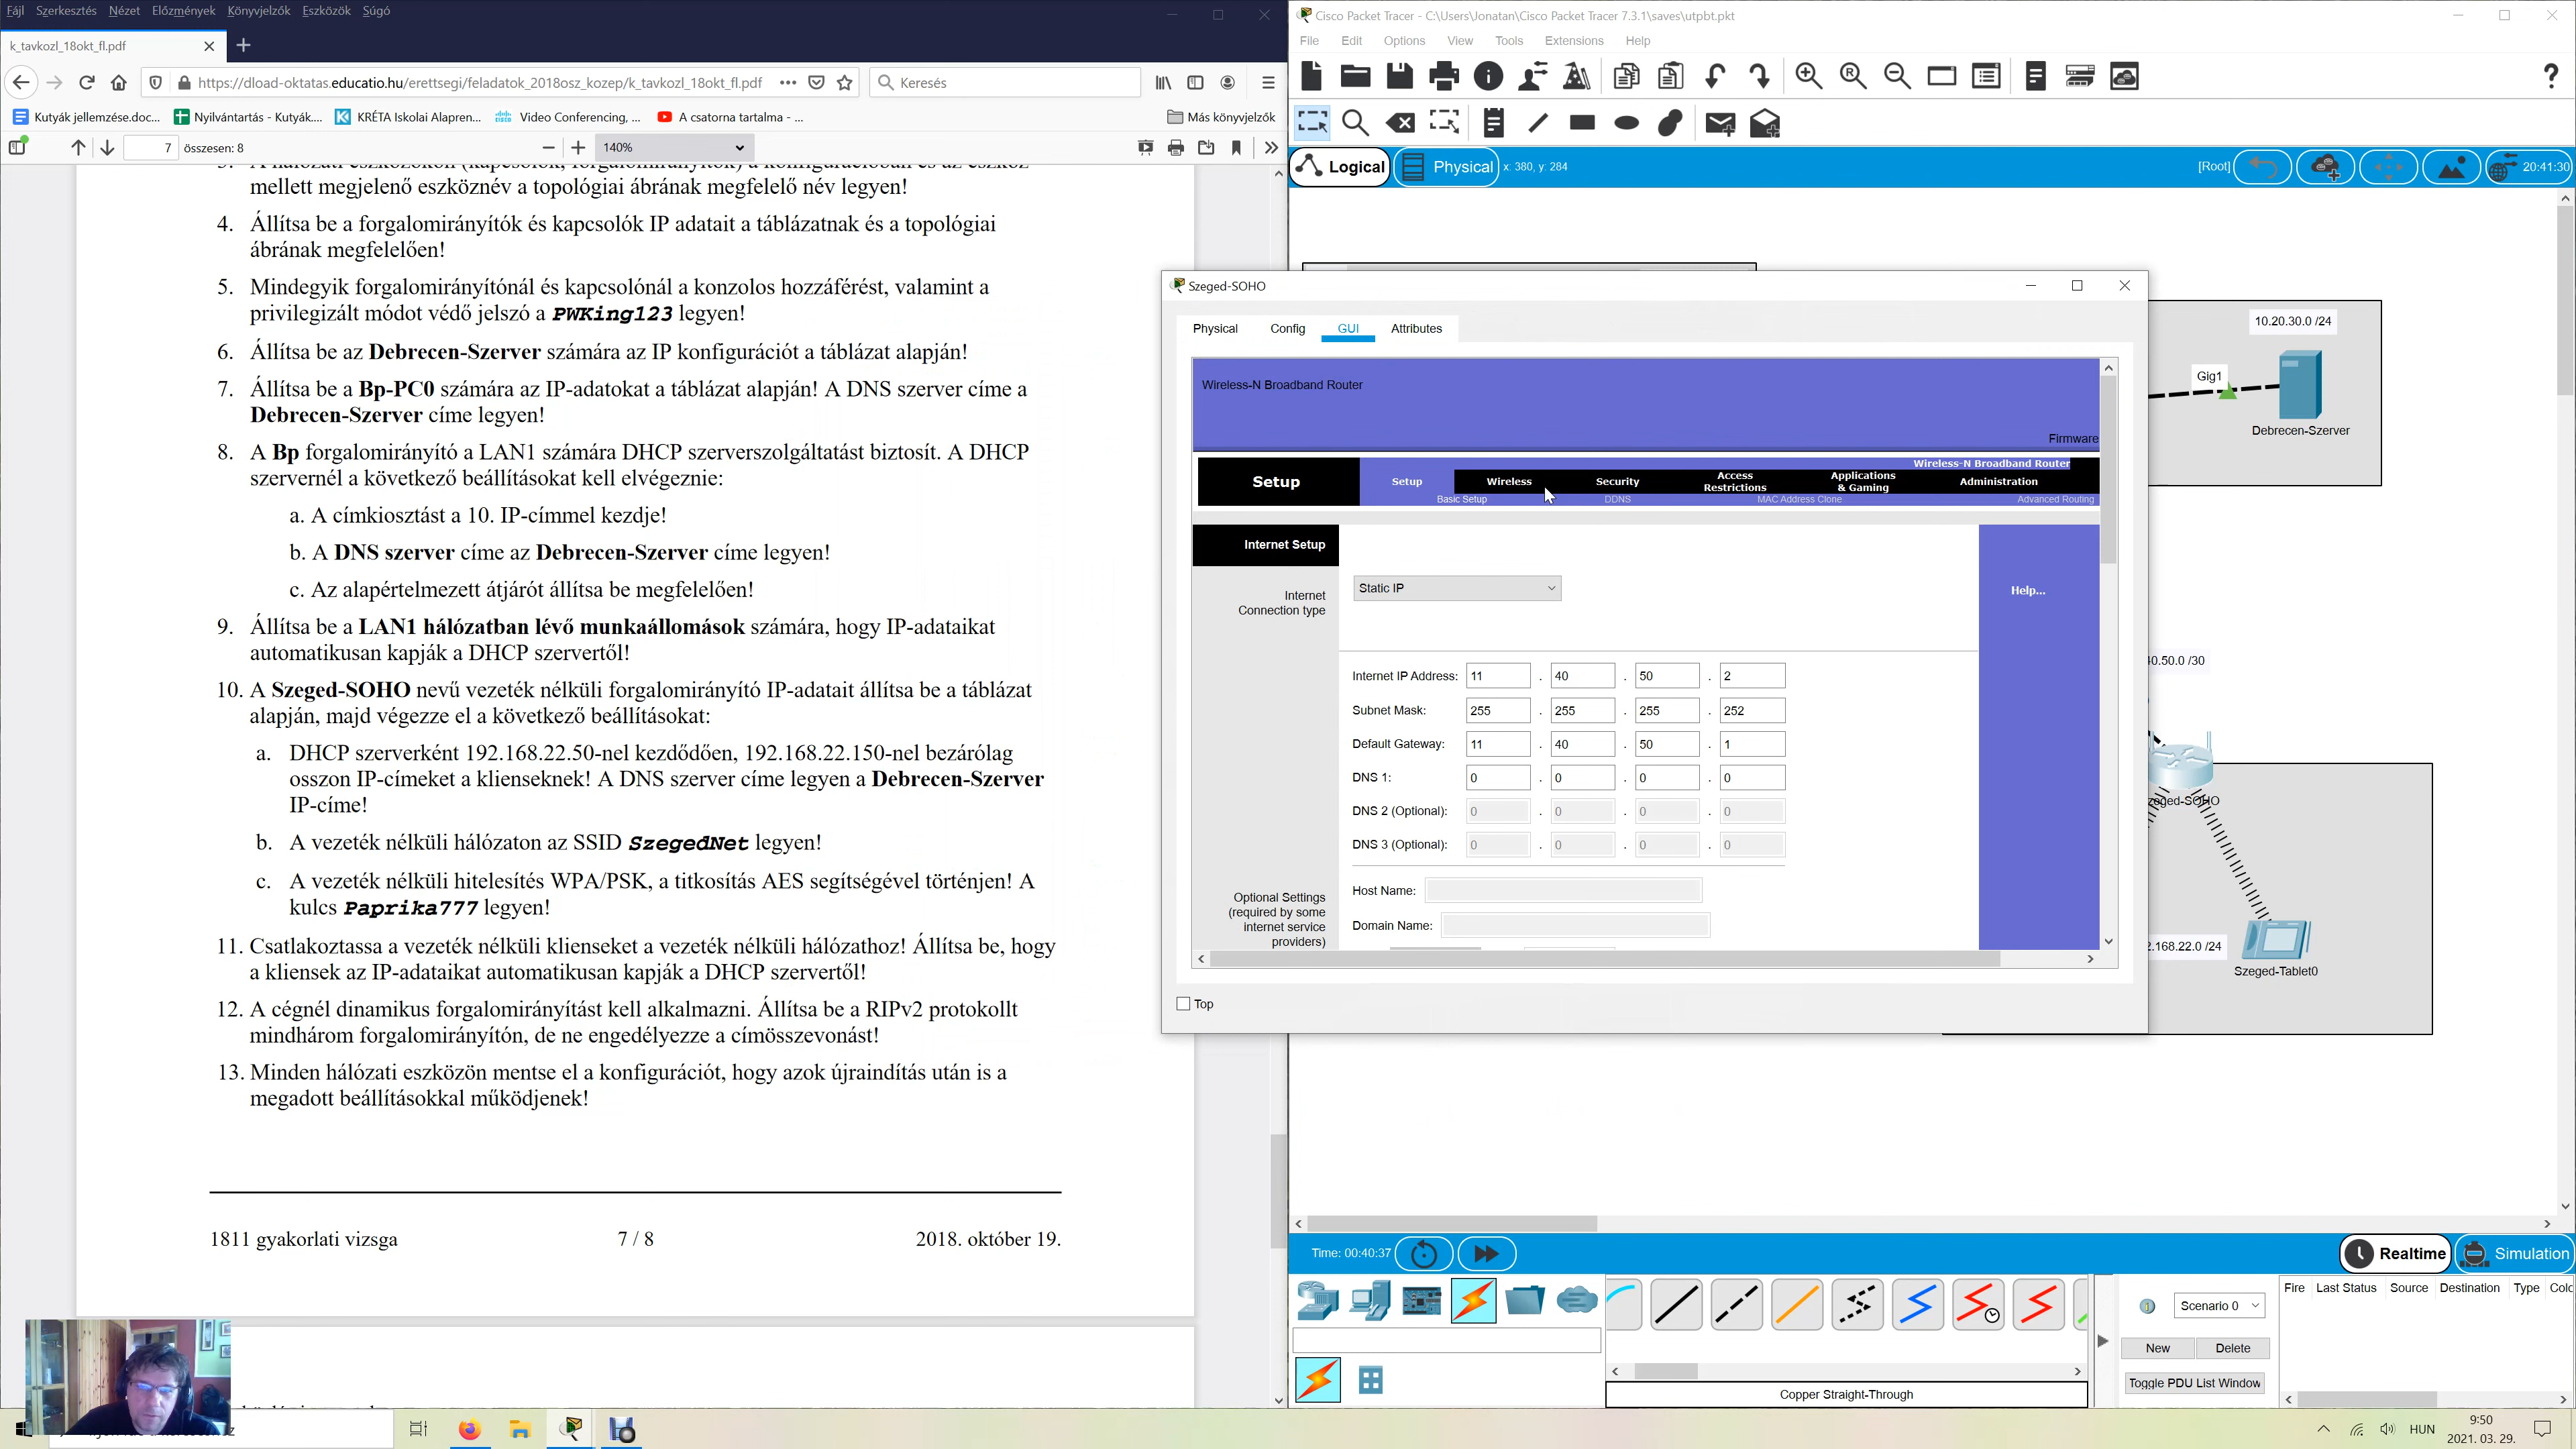 Fájl Szerkesztés Nézet Előzmények Könyvjelzők Eszközök Súgó
k_tavkozl_18okt_fl.pdf
https://dload-oktatas.educatio.hu/erettsegi/feladatok_2018osz_kozep/k_tavkozl_18okt_fl.pdf
Keresés
Kutyák jellemzése.doc...
Nyilvántartás - Kutyák....
KRÉTA Iskolai Alapren...
Video Conferencing, ...
A csatorna tartalma - ...
Más könyvjelzők
7 összesen: 8
140%
3. A hálózati eszközökön (kapcsolók, forgalomirányítók) a konfigurációban és az eszköz
mellett megjelenő eszköznév a topológiai ábrának megfelelő név legyen!
4. Állítsa be a forgalomirányítók és kapcsolók IP adatait a táblázatnak és a topológiai
ábrának megfelelően!
5. Mindegyik forgalomirányítónál és kapcsolónál a konzolos hozzáférést, valamint a
privilegizált módot védő jelszó a PWKing123 legyen!
6. Állítsa be az Debrecen-Szerver számára az IP konfigurációt a táblázat alapján!
7. Állítsa be a Bp-PC0 számára az IP-adatokat a táblázat alapján! A DNS szerver címe a
Debrecen-Szerver címe legyen!
8. A Bp forgalomirányító a LAN1 számára DHCP szerverszolgáltatást biztosít. A DHCP
szervernél a következő beállításokat kell elvégeznie:
a. A címkiosztást a 10. IP-címmel kezdje!
b. A DNS szerver címe az Debrecen-Szerver címe legyen!
c. Az alapértelmezett átjárót állítsa be megfelelően!
9. Állítsa be a LAN1 hálózatban lévő munkaállomások számára, hogy IP-adataikat
automatikusan kapják a DHCP szervertől!
10. A Szeged-SOHO nevű vezeték nélküli forgalomirányító IP-adatait állítsa be a táblázat
alapján, majd végezze el a következő beállításokat:
a. DHCP szerverként 192.168.22.50-nel kezdődően, 192.168.22.150-nel bezárólag
osszon IP-címeket a klienseknek! A DNS szerver címe legyen a Debrecen-Szerver
IP-címe!
b. A vezeték nélküli hálózaton az SSID SzegedNet legyen!
c. A vezeték nélküli hitelesítés WPA/PSK, a titkosítás AES segítségével történjen! A
kulcs Paprika777 legyen!
11. Csatlakoztassa a vezeték nélküli klienseket a vezeték nélküli hálózathoz! Állítsa be, hogy
a kliensek az IP-adataikat automatikusan kapják a DHCP szervertől!
12. A cégnél dinamikus forgalomirányítást kell alkalmazni. Állítsa be a RIPv2 protokollt
mindhárom forgalomirányítón, de ne engedélyezze a címösszevonást!
13. Minden hálózati eszközön mentse el a konfigurációt, hogy azok újraindítás után is a
megadott beállításokkal működjenek!
1811 gyakorlati vizsga
7 / 8
2018. október 19.
Cisco Packet Tracer - C:\Users\Jonatan\Cisco Packet Tracer 7.3.1\saves\utpbt.pkt
File Edit Options View Tools Extensions Help
Logical
Physical
x: 380, y: 284
[Root]
20:41:30
10.20.30.0 /24
Gig1
Debrecen-Szerver
Szeged-SOHO
Physical Config GUI Attributes
Wireless-N Broadband Router
Firmware
Wireless-N Broadband Router
Setup
Setup
Wireless
Security
Access
Restrictions
Applications
& Gaming
Administration
Basic Setup
DDNS
MAC Address Clone
Advanced Routing
Internet Setup
Internet
Connection type
Static IP
Help...
Internet IP Address: 11 . 40 . 50 . 2
Subnet Mask: 255 . 255 . 255 . 252
Default Gateway: 11 . 40 . 50 . 1
DNS 1: 0 . 0 . 0 . 0
DNS 2 (Optional): 0 . 0 . 0 . 0
DNS 3 (Optional): 0 . 0 . 0 . 0
Optional Settings
(required by some
internet service
providers)
Host Name:
Domain Name:
Top
0.50.0 /30
zeged-SOHO
2.168.22.0 /24
Szeged-Tablet0
Time: 00:40:37
Realtime
Simulation
Scenario 0
New
Delete
Toggle PDU List Window
Fire Last Status Source Destination Type Colo
Copper Straight-Through
HUN
9:50
2021. 03. 29.